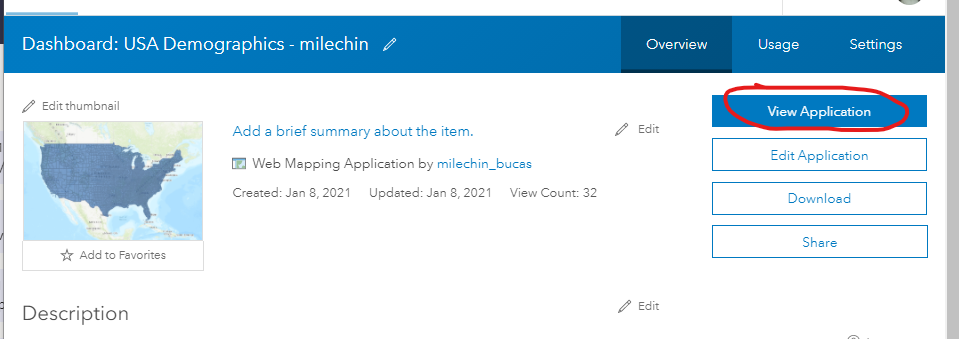 Dashboard: USA Demographics - milechin
Overview
Usage
Settings
Edit thumbnail
Add a brief summary about the item.
Edit
View Application
Web Mapping Application by milechin_bucas
Edit Application
Created: Jan 8, 2021 Updated: Jan 8, 2021 View Count: 32
Download
Add to Favorites
Share
Description
Edit